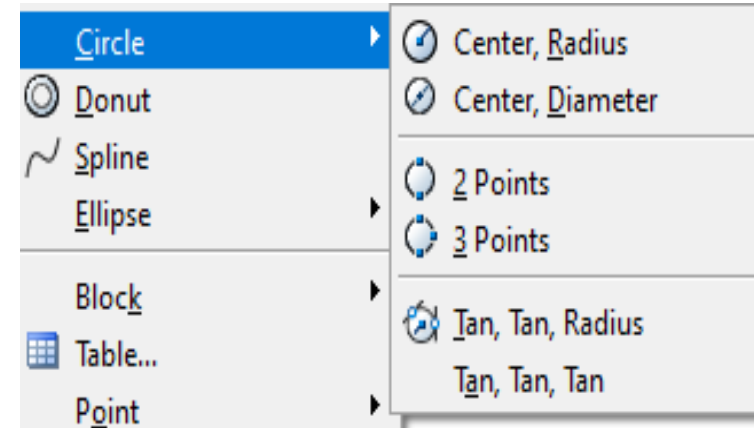 Circle
Donut
Spline
Ellipse
Block
Table...
Point
Center, Radius
Center, Diameter
2 Points
3 Points
Tan, Tan, Radius
Tan, Tan, Tan